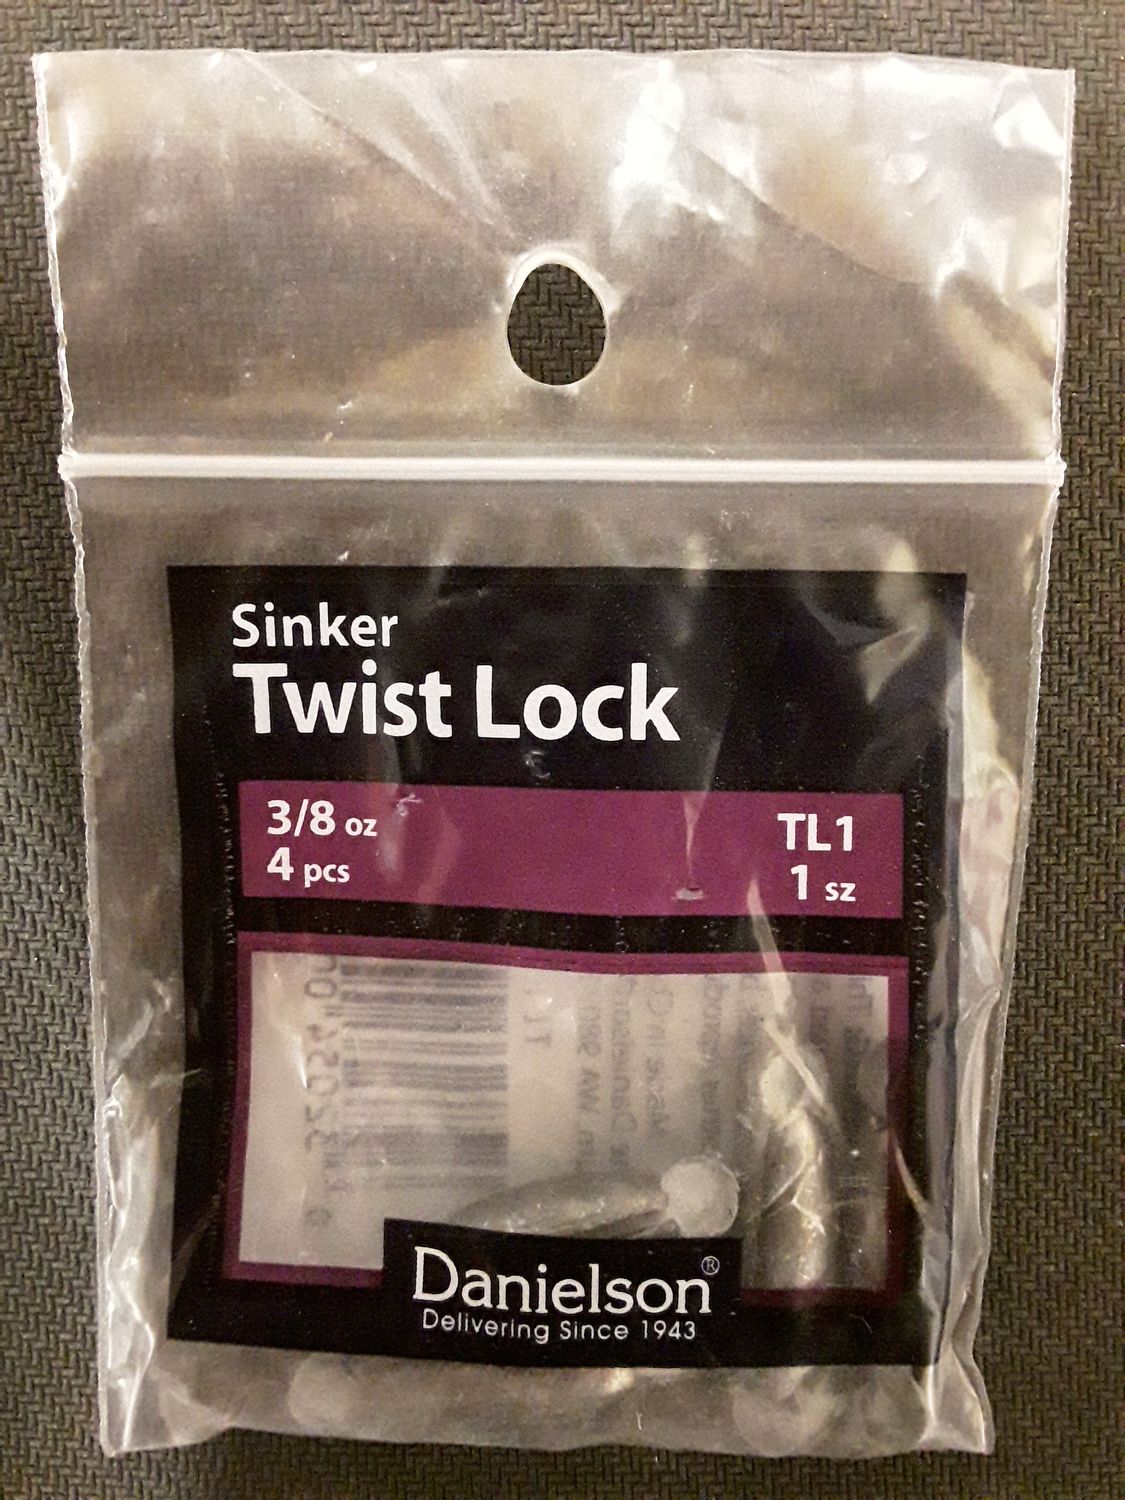 Sinker
Twist Lock
3/8 oz
4 pcs
TL1
1 sz
Danielson®
Delivering Since 1943